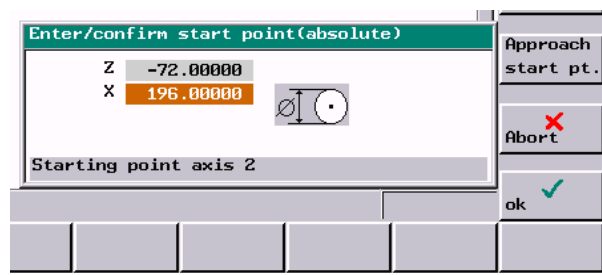 Enter/confirm start point(absolute)
Z -72.00000
X 196.00000
Starting point axis 2
Approach
start pt.
Abort
ok